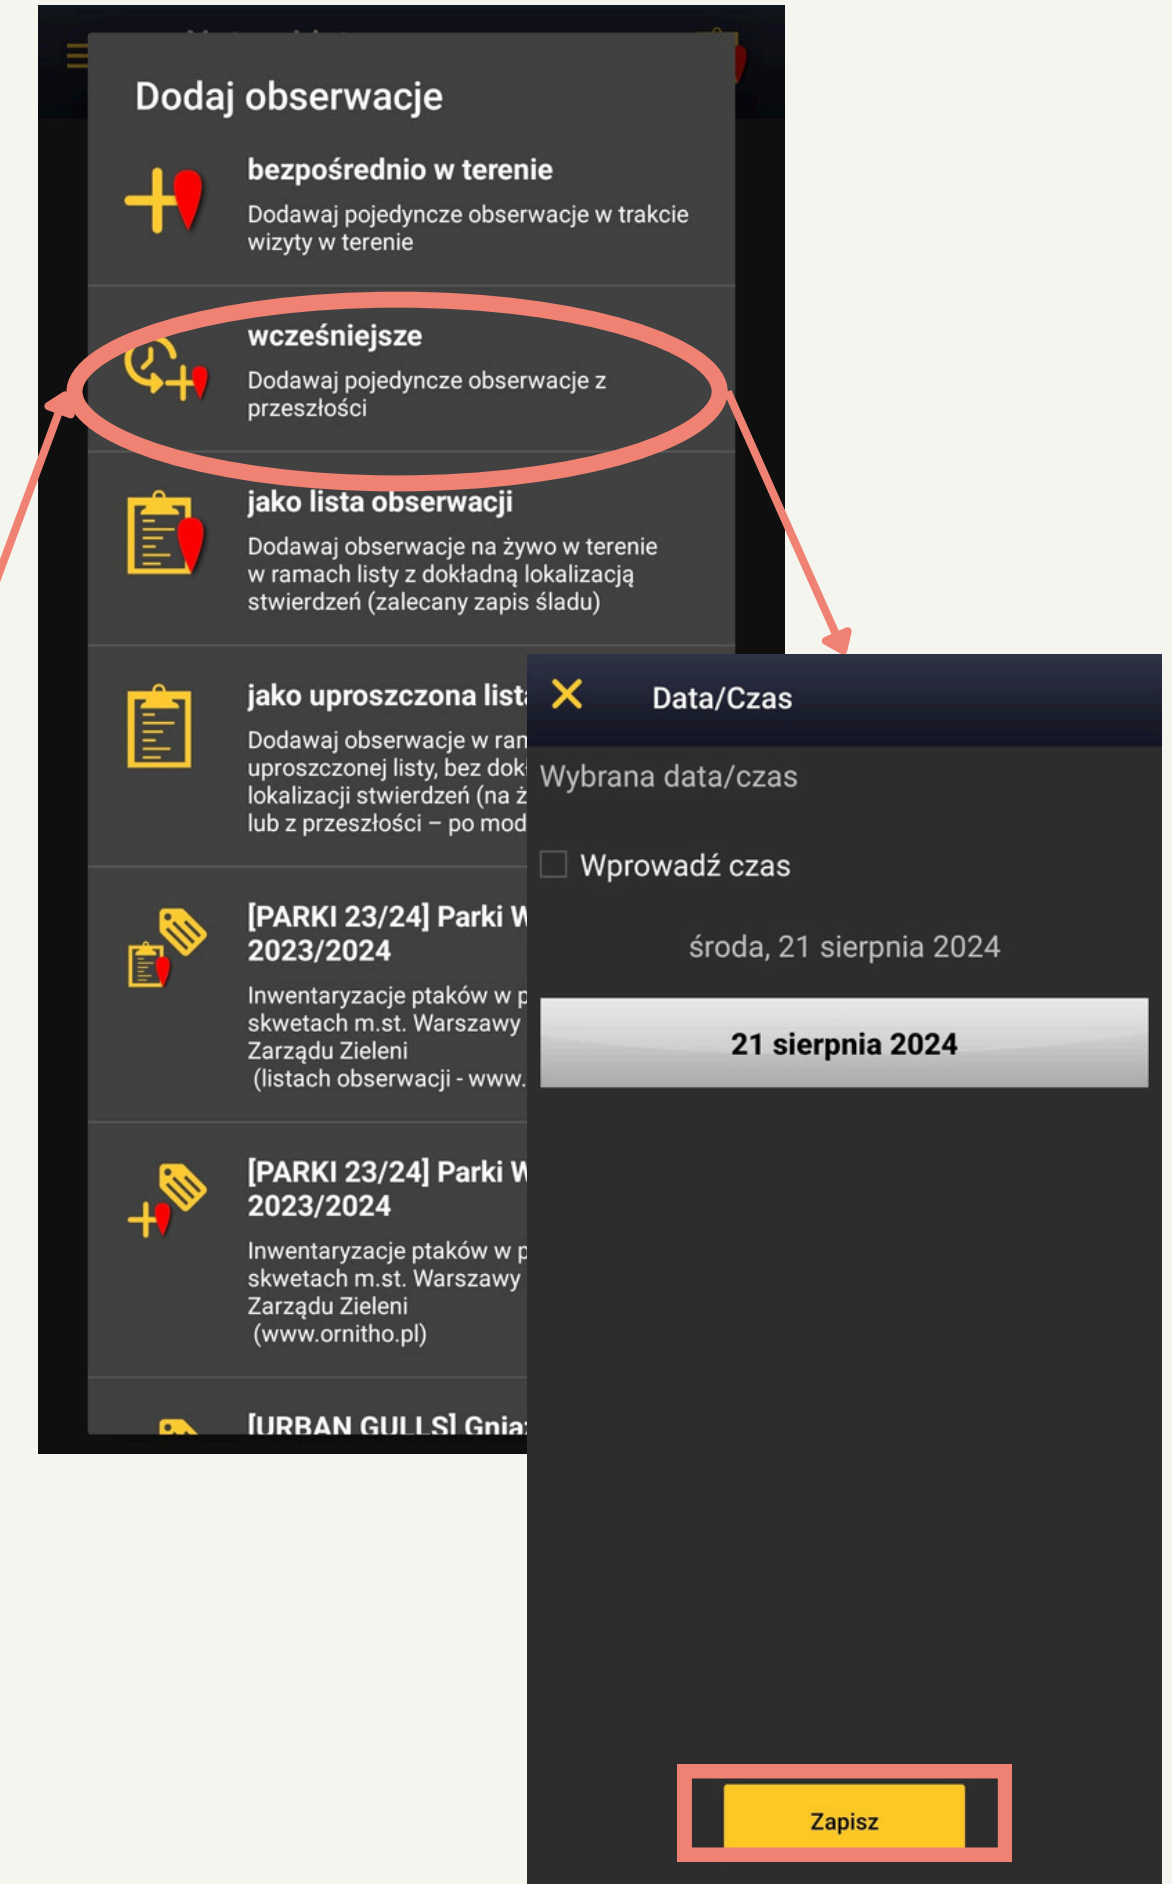 Dodaj obserwacje
bezpośrednio w terenie
Dodawaj pojedyncze obserwacje w trakcie
wizyty w terenie
wcześniejsze
Dodawaj pojedyncze obserwacje z
przeszłości
jako lista obserwacji
Dodawaj obserwacje na żywo w terenie
w ramach listy z dokładną lokalizacją
stwierdzeń (zalecany zapis śladu)
jako uproszczona lista
Dodawaj obserwacje w
uproszczonej listy, bez
lokalizacji stwierdzeń (na
lub z przeszłości – po
[PARKI 23/24] Parki
2023/2024
Inwentaryzacje ptaków w
skwetach m.st. Warszawy
Zarządu Zieleni
(listach obserwacji - www.
[PARKI 23/24] Parki
2023/2024
Inwentaryzacje ptaków w
skwetach m.st. Warszawy
Zarządu Zieleni
(www.ornitho.pl)
[URBAN GULLS]
Data/Czas
Wybrana data/czas
Wprowadź czas
środa, 21 sierpnia 2024
21 sierpnia 2024
Zapisz